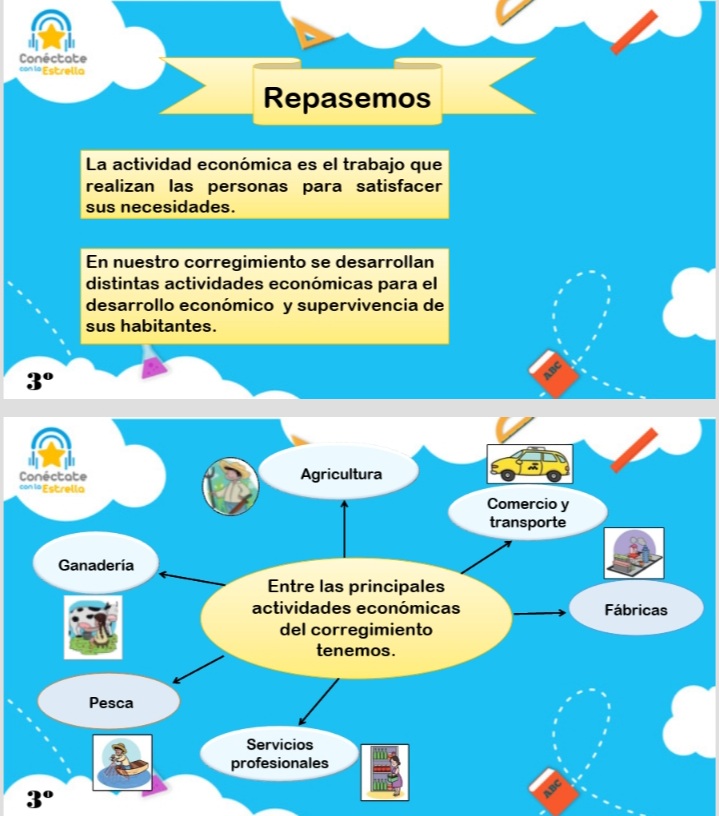 Conéctate
con la Estrella
Repasemos
La actividad económica es el trabajo que
realizan las personas para satisfacer
sus necesidades.
En nuestro corregimiento se desarrollan
distintas actividades económicas para el
desarrollo económico y supervivencia de
sus habitantes.
ABC
3º
Conéctate
con la Estrella
Agricultura
Comercio y
transporte
Ganadería
Entre las principales
actividades económicas
del corregimiento
tenemos.
Fábricas
Pesca
Servicios
profesionales
ABC
3º